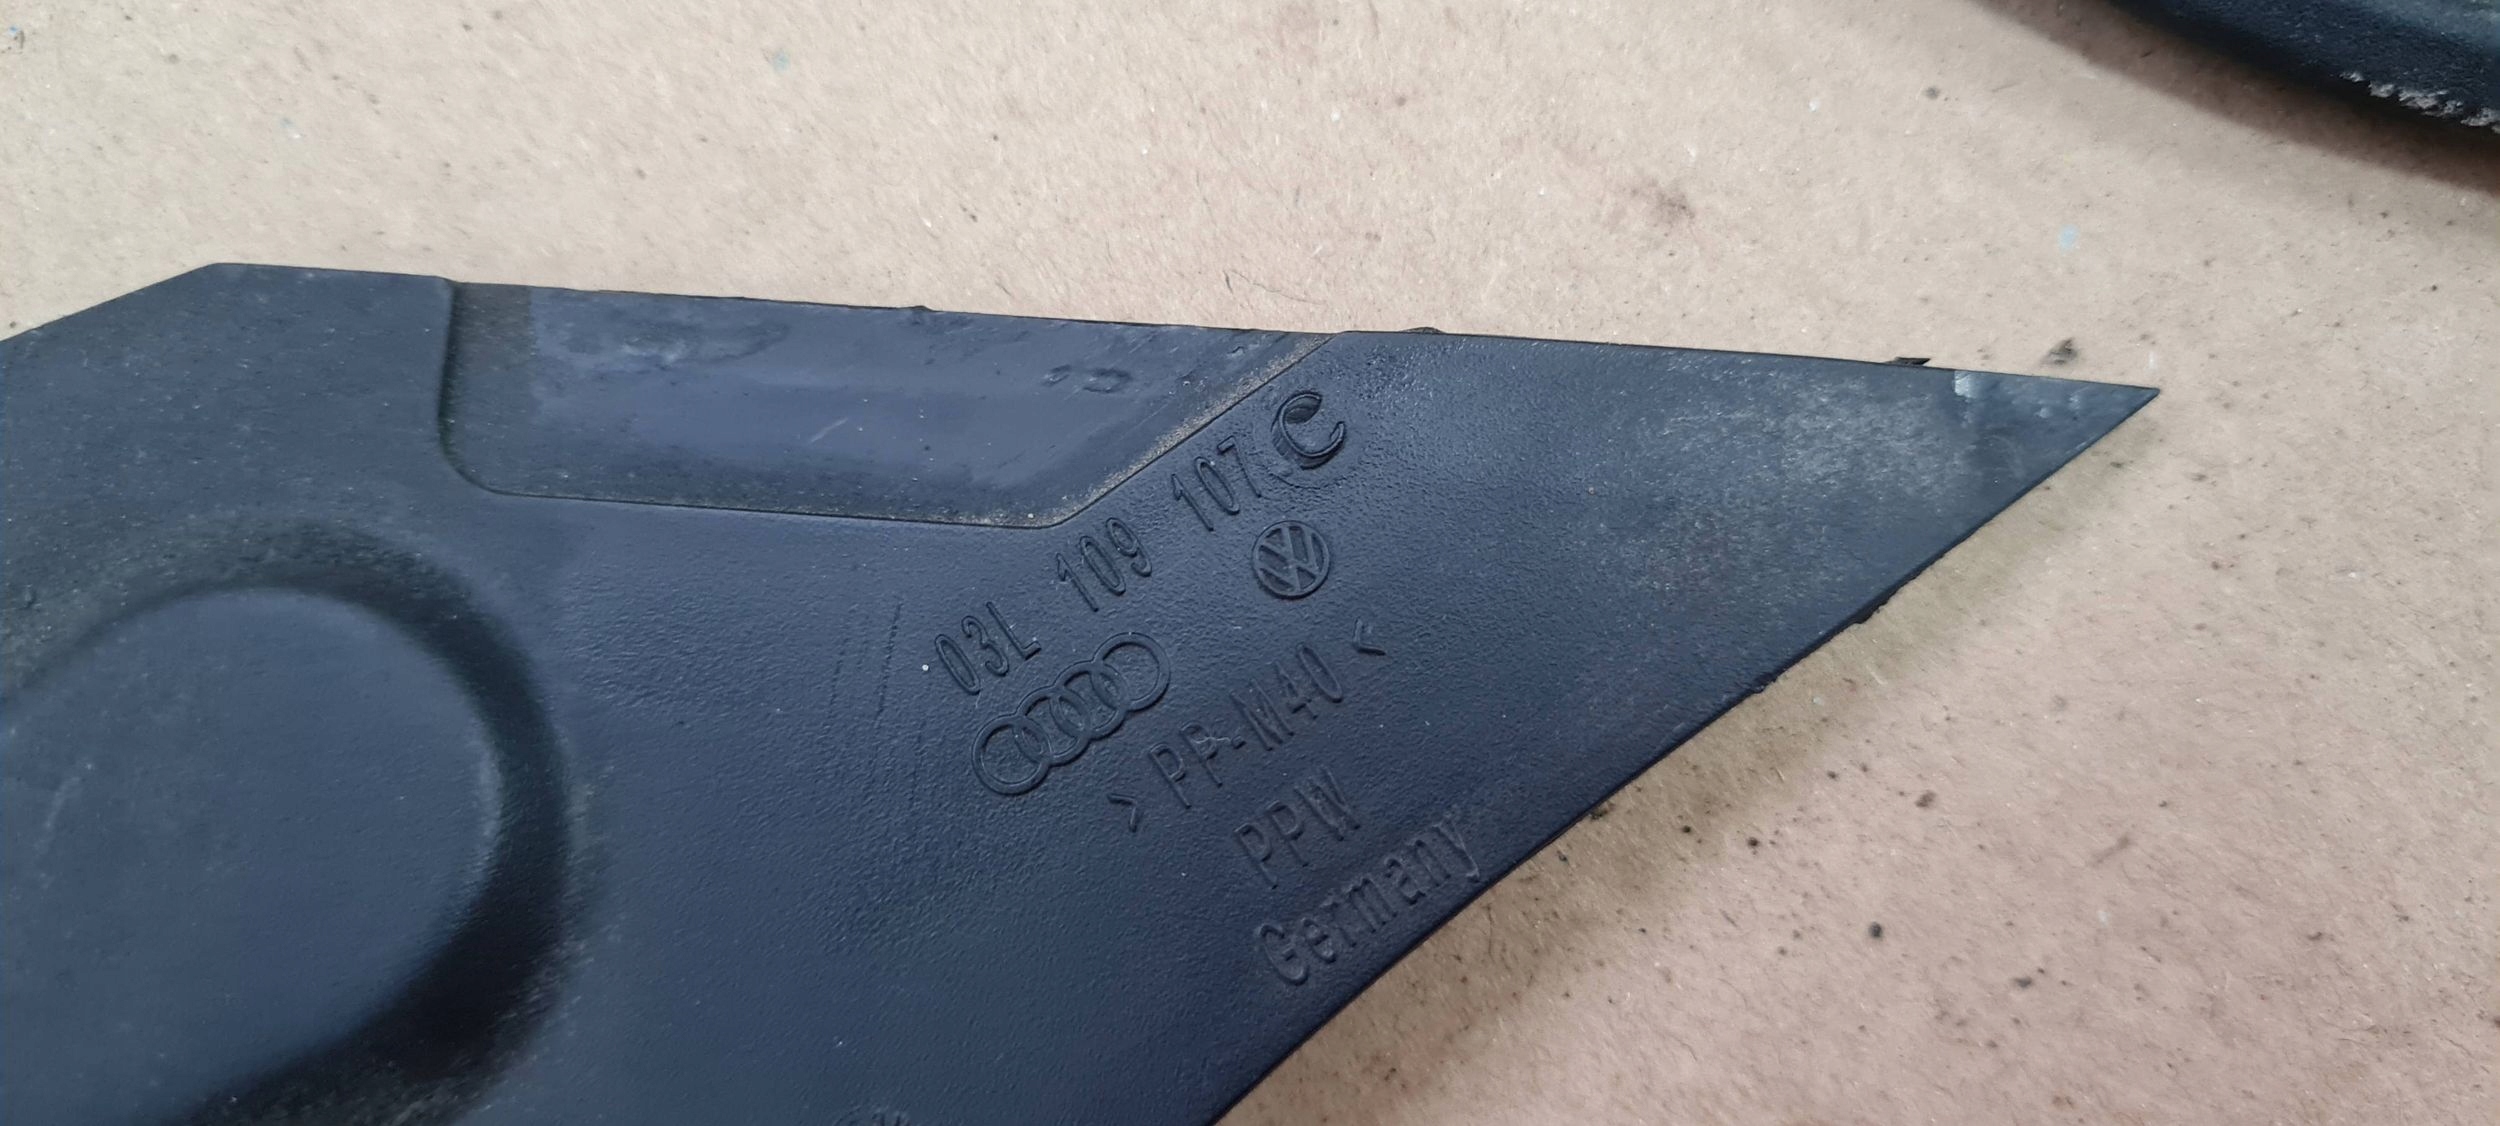 03L 109 107 C
>PP-M40<
PPW
Germany